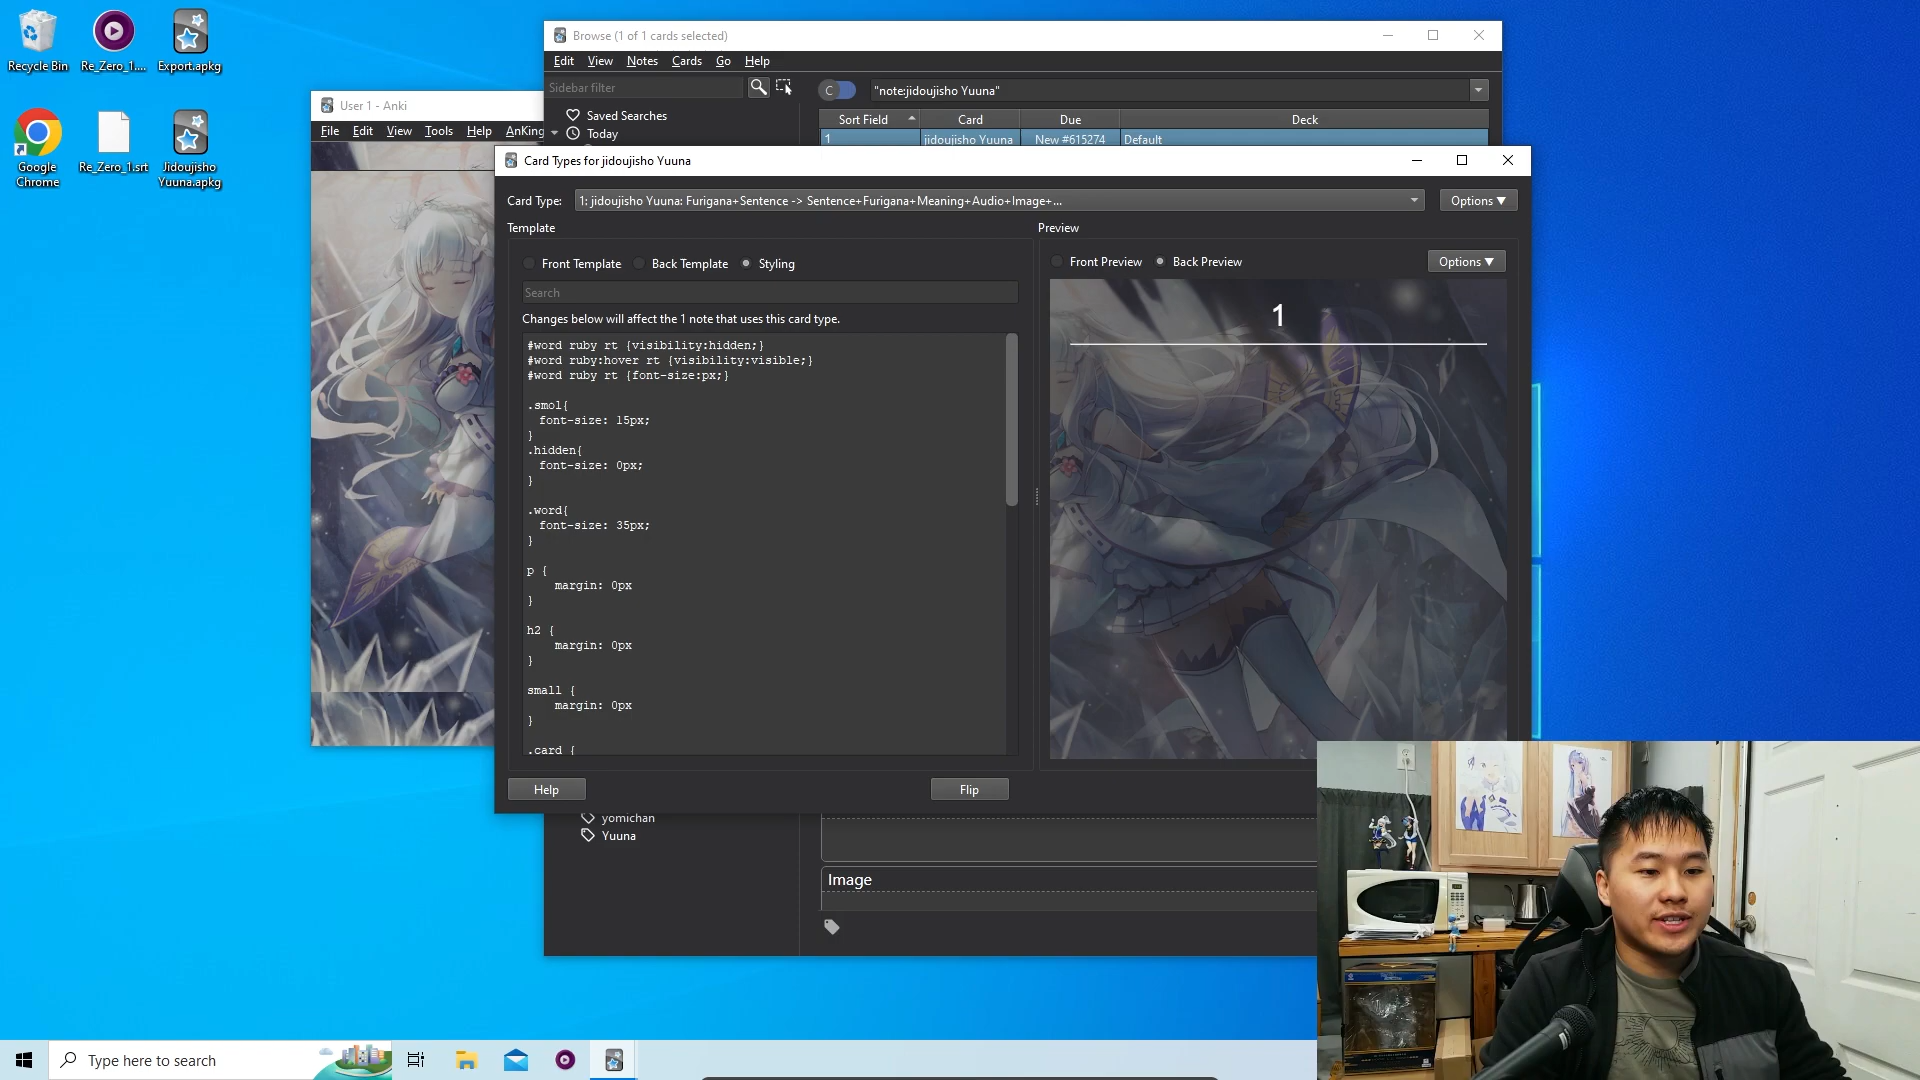 Recycle Bin
Re_Zero_1....
Export.apkg
Google Chrome
Re_Zero_1.srt
Jidoujisho Yuuna.apkg
User 1 - Anki
File Edit View Tools Help AnKing
Browse (1 of 1 cards selected)
Edit View Notes Cards Go Help
Sidebar filter
C
"note:jidoujisho Yuuna"
Saved Searches
Today
Sort Field Card Due Deck
1 jidoujisho Yuuna New #615274 Default
Card Types for jidoujisho Yuuna
Card Type: 1: jidoujisho Yuuna: Furigana+Sentence -> Sentence+Furigana+Meaning+Audio+Image+... Options ▼
Template
Preview
Front Template Back Template Styling
Front Preview Back Preview Options ▼
Search
Changes below will affect the 1 note that uses this card type.
#word ruby rt {visibility:hidden;}
#word ruby:hover rt {visibility:visible;}
#word ruby rt {font-size:px;}
.smol{
font-size: 15px;
}
.hidden{
font-size: 0px;
}
.word{
font-size: 35px;
}
p {
margin: 0px
}
h2 {
margin: 0px
}
small {
margin: 0px
}
.card {
1
Help
Flip
yomichan
Yuuna
Image
Type here to search